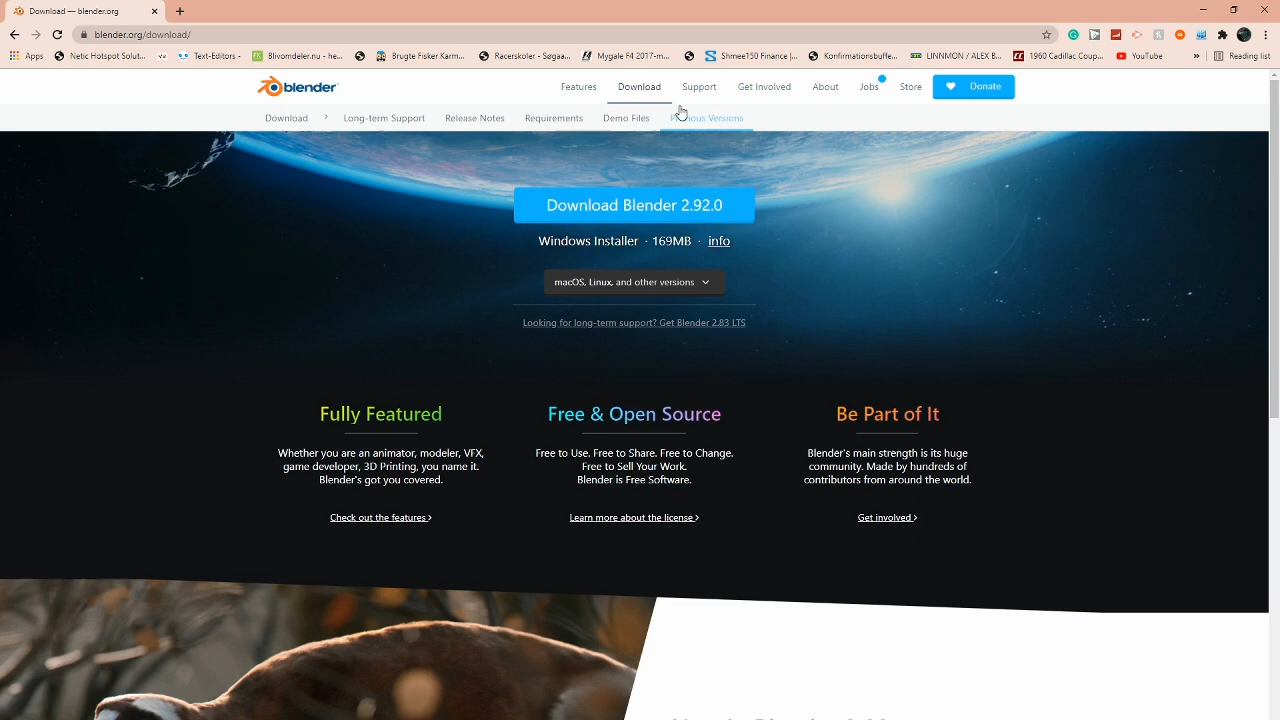 Download — blender.org
blender.org/download/
Apps
Netic Hotspot Solut...
Text-Editors
Bliomdeler.nl - he...
Brugte Fisker Karm...
Racerskole Søgaa...
Mygale F4 2017-m...
Shmee150 Finance |...
Konfirmationsbuffe...
LINNMON / ALEX B...
1960 Cadillac Coup...
YouTube
»
Reading list
blender
Features
Download
Support
Get Involved
About
Jobs
Store
Donate
Download
Long-term Support
Release Notes
Requirements
Demo Files
Previous Versions
Download Blender 2.92.0
Windows Installer · 169MB · info
macOS, Linux, and other versions
Looking for long-term support? Get Blender 2.83 LTS
Fully Featured
Whether you are an animator, modeler, VFX,
game developer, 3D Printing, you name it.
Blender's got you covered.
Check out the features
Free & Open Source
Free to Use. Free to Share. Free to Change.
Free to Sell Your Work.
Blender is Free Software.
Learn more about the license
Be Part of It
Blender's main strength is its huge
community. Made by hundreds of
contributors from around the world.
Get involved